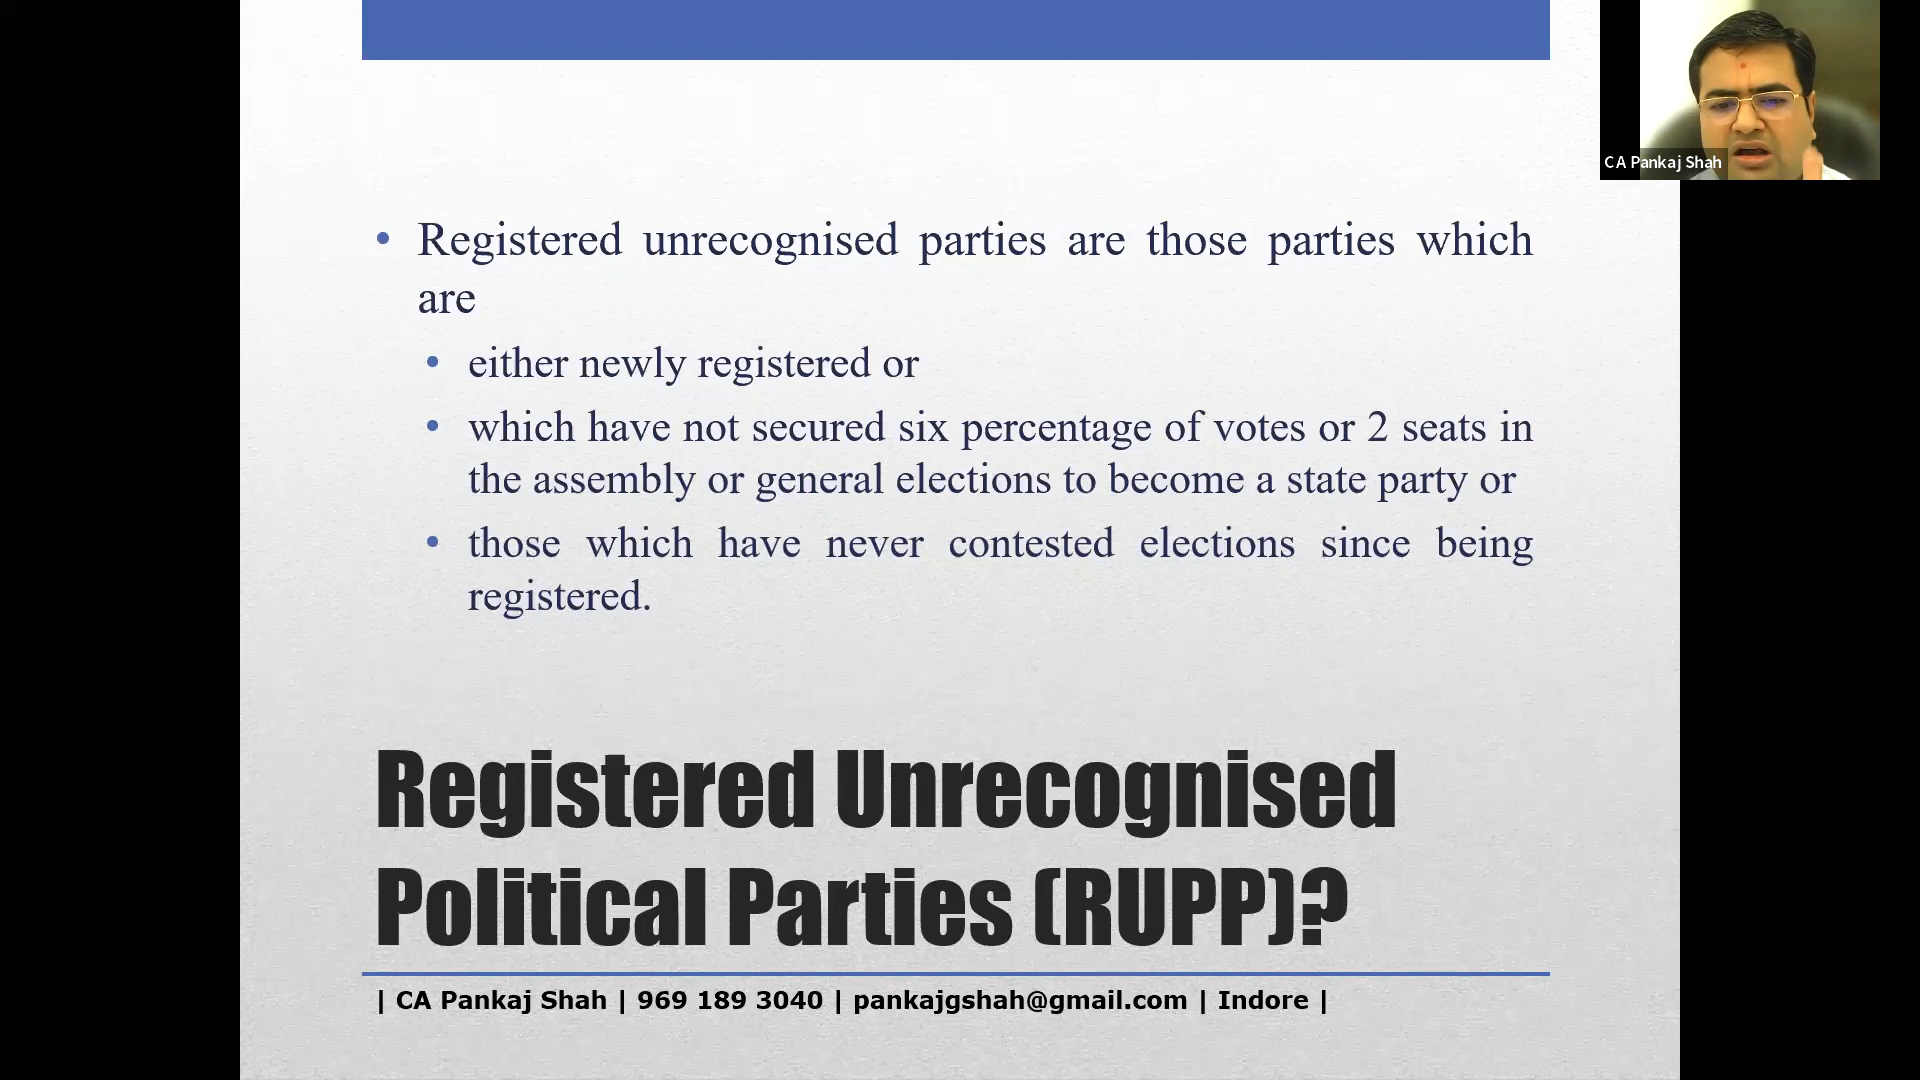 CA Pankaj Shah
• Registered unrecognised parties are those parties which
are
• either newly registered or
• which have not secured six percentage of votes or 2 seats in
the assembly or general elections to become a state party or
• those which have never contested elections since being
registered.
Registered Unrecognised
Political Parties (RUPP)?
| CA Pankaj Shah | 969 189 3040 | pankajgshah@gmail.com | Indore |